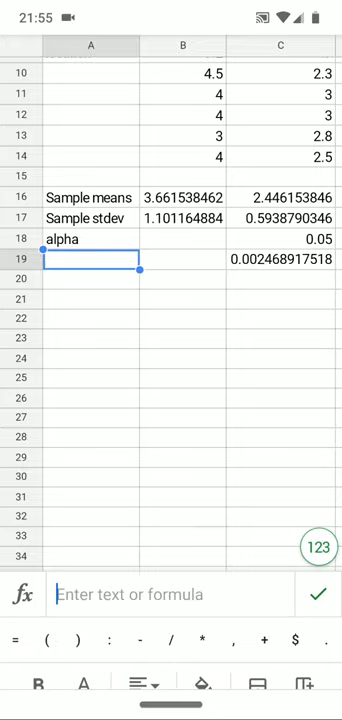 21:55
A B C
10 4.5 2.3
11 4 3
12 4 3
13 3 2.8
14 4 2.5
15
16 Sample means 3.661538462 2.446153846
17 Sample stdev 1.101164884 0.5938790346
18 alpha 0.05
19 0.002468917518
20
21
22
23
24
25
26
27
28
29
30
31
32
33
34
123
fx Enter text or formula
= ( ) : - / * , + $ .
B A